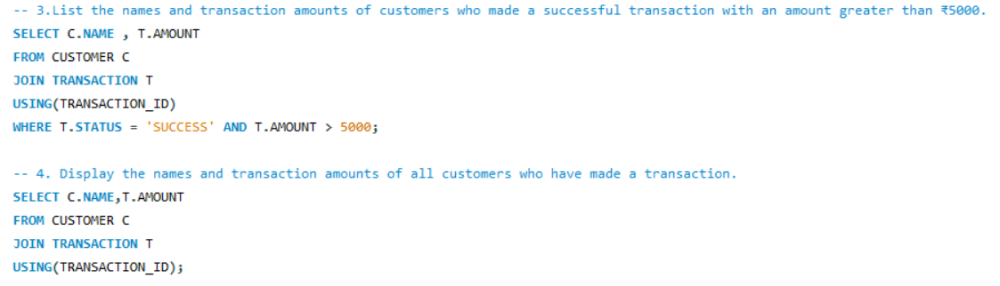 -- 3.List the names and transaction amounts of customers who made a successful transaction with an amount greater than ₹5000.
SELECT C.NAME , T.AMOUNT
FROM CUSTOMER C
JOIN TRANSACTION T
USING(TRANSACTION_ID)
WHERE T.STATUS = 'SUCCESS' AND T.AMOUNT > 5000;
-- 4. Display the names and transaction amounts of all customers who have made a transaction.
SELECT C.NAME,T.AMOUNT
FROM CUSTOMER C
JOIN TRANSACTION T
USING(TRANSACTION_ID);